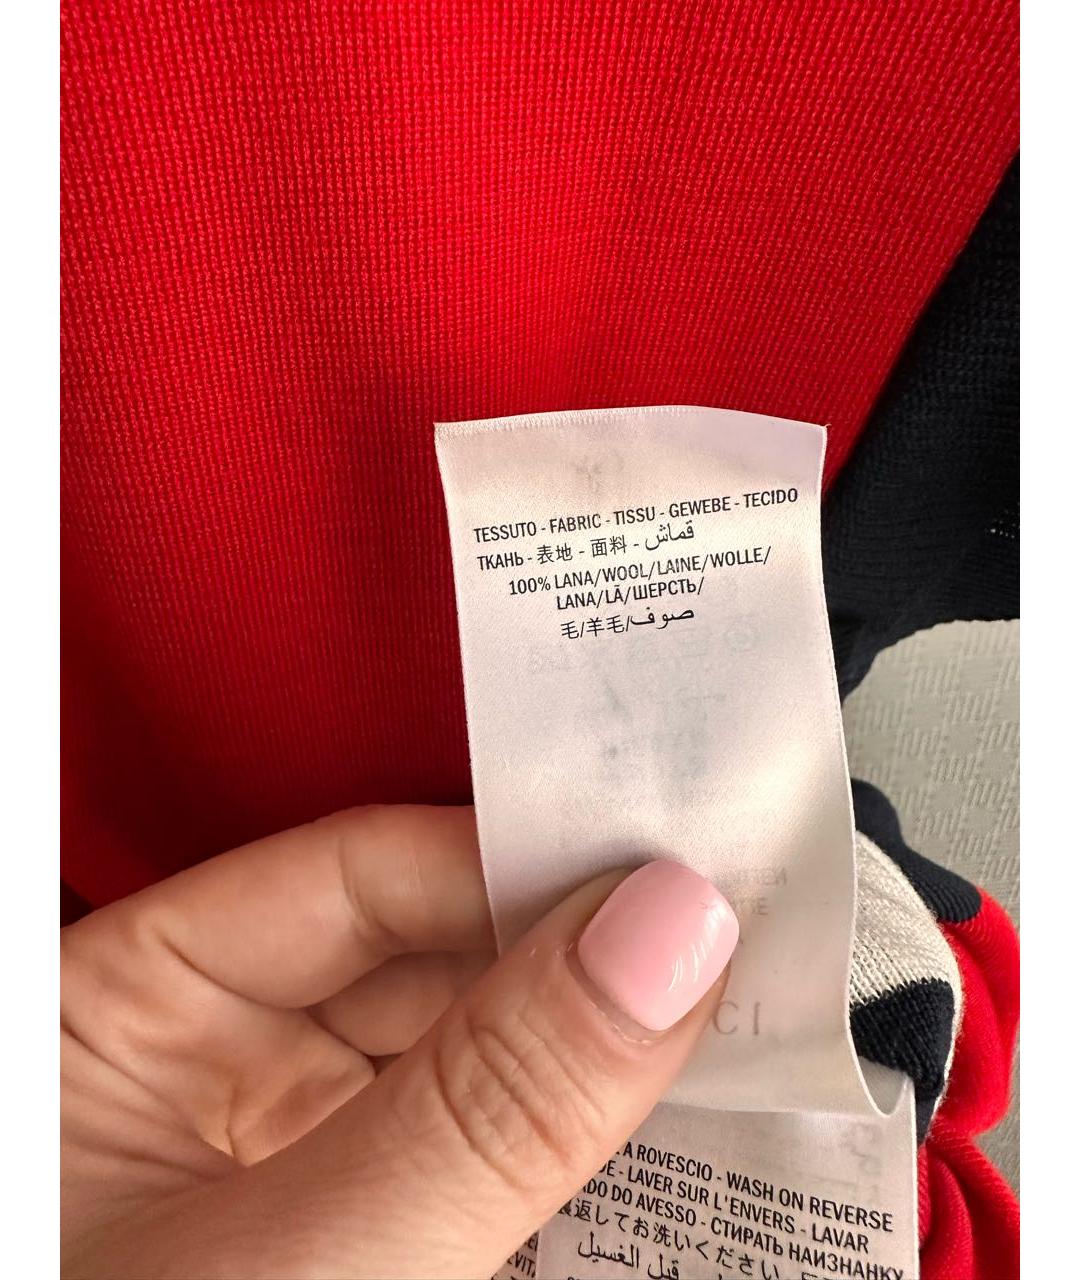 TESSUTO - FABRIC - TISSU - GEWEBE - TECIDO
ТКАНЬ - 表地 - 面料 - قماش
100% LANA/WOOL/LAINE/WOLLE/
LANA/LÃ/ШЕРСТЬ/
毛/羊毛/صوف
A ROVESCIO - WASH ON REVERSE
- LAVER SUR L'ENVERS - LAVAR
DO AVESSO - СТИРАТЬ НАИЗНАНКУ
返してお洗いください
قبل الغسيل